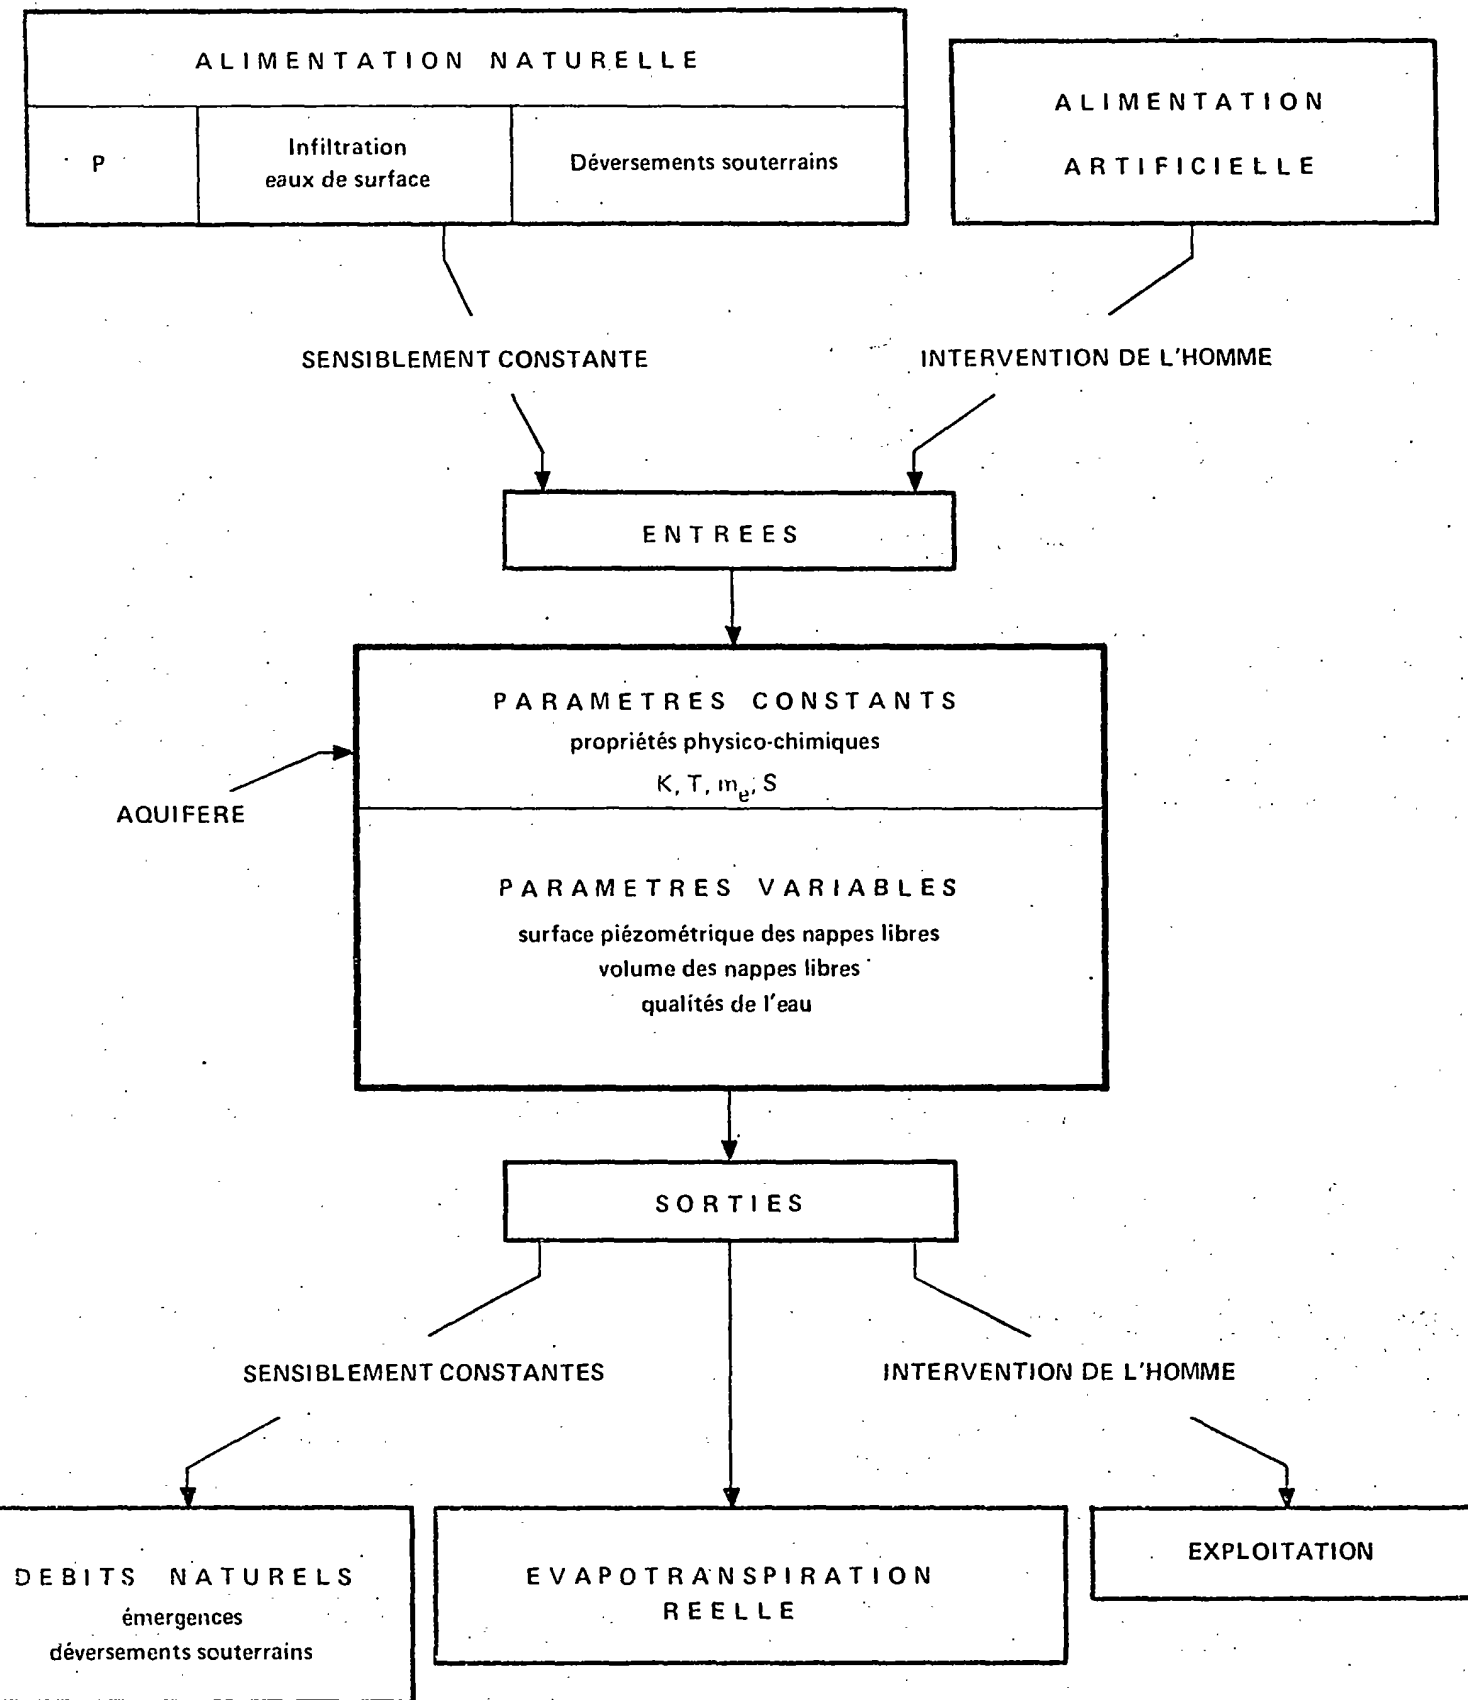 ALIMENTATION NATURELLE
P
Infiltration
eaux de surface
Déversements souterrains
ALIMENTATION
ARTIFICIELLE
SENSIBLEMENT CONSTANTE
INTERVENTION DE L'HOMME
ENTREES
PARAMETRES CONSTANTS
propriétés physico-chimiques
K, T, me, S
AQUIFERE
PARAMETRES VARIABLES
surface piézométrique des nappes libres
volume des nappes libres
qualités de l'eau
SORTIES
SENSIBLEMENT CONSTANTES
INTERVENTION DE L'HOMME
DEBITS NATURELS
émergences
déversements souterrains
EVAPOTRANSPIRATION
REELLE
EXPLOITATION